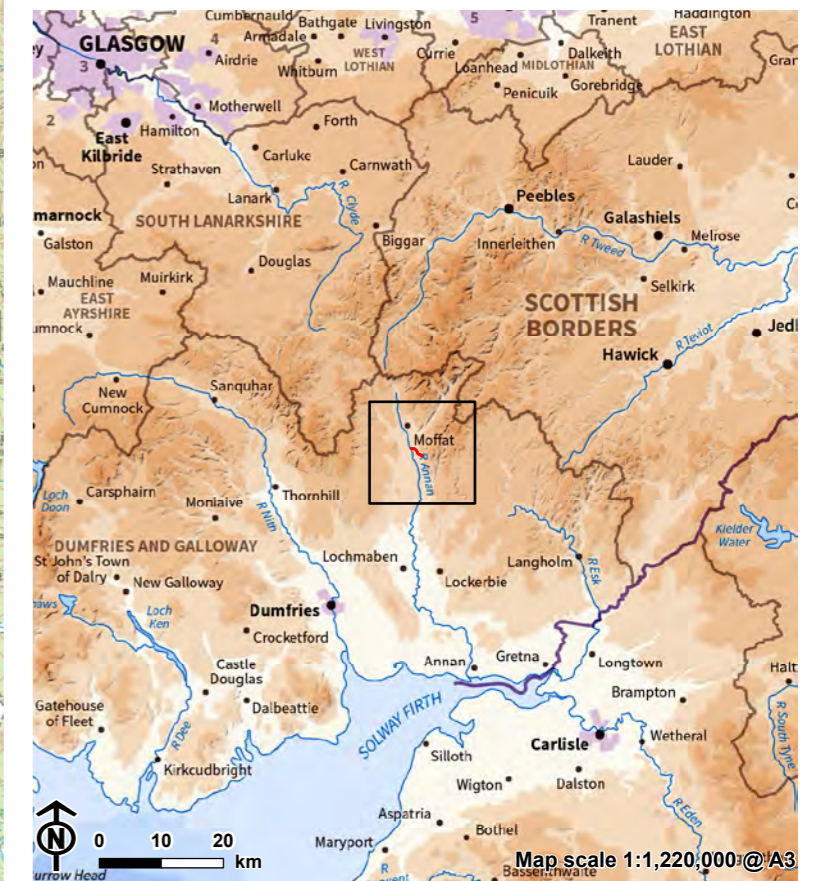 Cumbernauld
Bathgate
Livingston
5
Tranent
Haddington
GLASGOW
4
Armadale
EAST
LOTHIAN
3
Airdrie
Whitburn
WEST
LOTHIAN
Currie
Dalkeith
Loanhead
MIDLOTHIAN
Penicuik
Gorebridge
Motherwell
2
East
Kilbride
Hamilton
Forth
Carluke
Strathaven
Carnwath
Lauder
Lanark
R Clyde
Peebles
marnock
SOUTH LANARKSHIRE
Galashiels
Galston
Biggar
Innerleithen
R Tweed
Melrose
Douglas
Mauchline
Muirkirk
Selkirk
EAST
AYRSHIRE
SCOTTISH
BORDERS
umnock
R Teviot
Hawick
New
Cumnock
Sanquhar
Moffat
R Annan
Loch
Doon
Carsphairn
Thornhill
Moniaive
R Nith
Kielder
Water
DUMFRIES AND GALLOWAY
St John's Town
of Dalry
Lochmaben
Langholm
R Esk
New Galloway
Lockerbie
Loch
Ken
Dumfries
Crocketford
Castle
Douglas
Annan
Gretna
Longtown
Brampton
Gatehouse
of Fleet
Dalbeattie
SOLWAY FIRTH
R South Tyne
R Dee
Carlisle
Wetheral
Kirkcudbright
Silloth
Wigton
Dalston
R Eden
Aspatria
N
0 10 20
km
Bothel
Maryport
Map scale 1:1,220,000 @ A3
urrow Head
R
Bassenthwaite